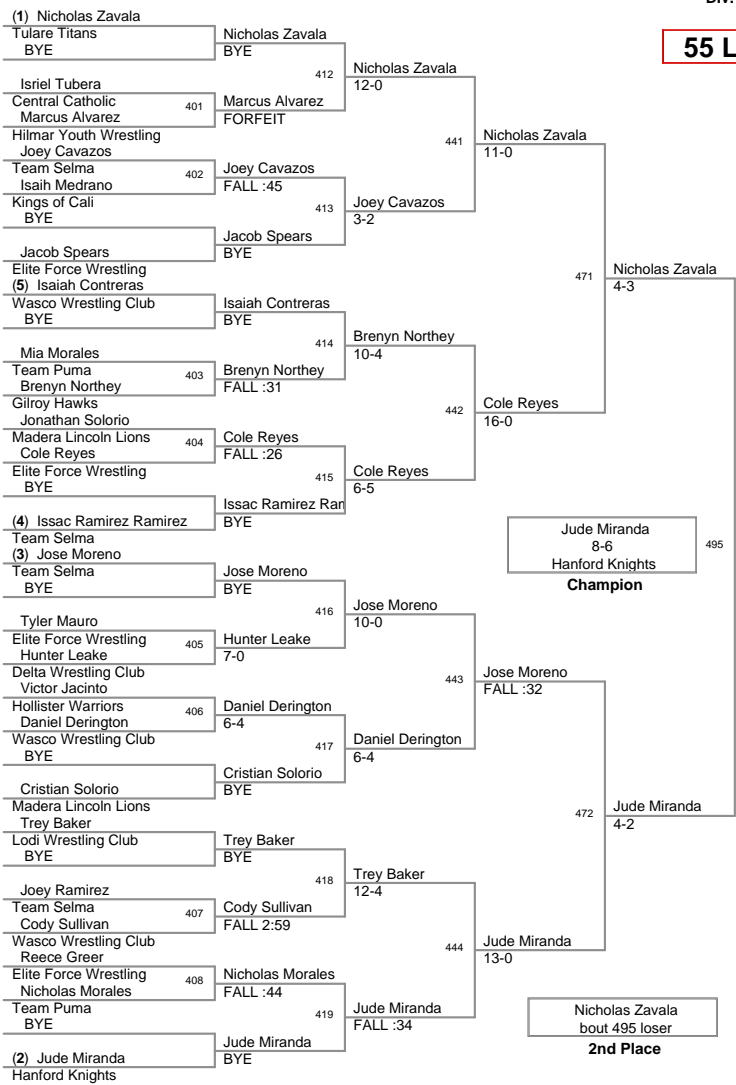 DIV.
55 L
(1) Nicholas Zavala
Tulare Titans
BYE
Isriel Tubera
Central Catholic
Marcus Alvarez
Hilmar Youth Wrestling
Joey Cavazos
Team Selma
Isaih Medrano
Kings of Cali
BYE
Jacob Spears
Elite Force Wrestling
(5) Isaiah Contreras
Wasco Wrestling Club
BYE
Mia Morales
Team Puma
Brenyn Northey
Gilroy Hawks
Jonathan Solorio
Madera Lincoln Lions
Cole Reyes
Elite Force Wrestling
BYE
(4) Issac Ramirez Ramirez
Team Selma
(3) Jose Moreno
Team Selma
BYE
Tyler Mauro
Elite Force Wrestling
Hunter Leake
Delta Wrestling Club
Victor Jacinto
Hollister Warriors
Daniel Derington
Wasco Wrestling Club
BYE
Cristian Solorio
Madera Lincoln Lions
Trey Baker
Lodi Wrestling Club
BYE
Joey Ramirez
Team Selma
Cody Sullivan
Wasco Wrestling Club
Reece Greer
Elite Force Wrestling
Nicholas Morales
Team Puma
BYE
(2) Jude Miranda
Hanford Knights
401
402
403
404
405
406
407
408
Nicholas Zavala
BYE
Marcus Alvarez
FORFEIT
Joey Cavazos
FALL :45
Jacob Spears
BYE
Isaiah Contreras
BYE
Brenyn Northey
FALL :31
Cole Reyes
FALL :26
Issac Ramirez Ran
BYE
Jose Moreno
BYE
Hunter Leake
7-0
Daniel Derington
6-4
Cristian Solorio
BYE
Trey Baker
BYE
Cody Sullivan
FALL 2:59
Nicholas Morales
FALL :44
Jude Miranda
BYE
412
413
414
415
416
417
418
419
Nicholas Zavala
12-0
Joey Cavazos
3-2
Brenyn Northey
10-4
Cole Reyes
6-5
Jose Moreno
10-0
Daniel Derington
6-4
Trey Baker
12-4
Jude Miranda
FALL :34
441
442
443
444
Nicholas Zavala
11-0
Cole Reyes
16-0
Jose Moreno
FALL :32
Jude Miranda
13-0
471
472
Nicholas Zavala
4-3
Jude Miranda
4-2
Jude Miranda
8-6
Hanford Knights
495
Champion
Nicholas Zavala
bout 495 loser
2nd Place